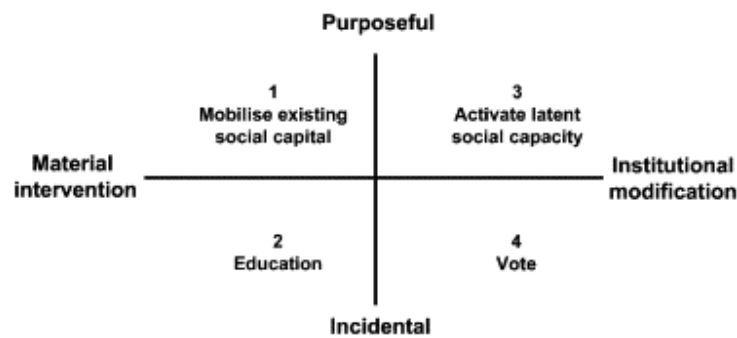 Purposeful
1
Mobilise existing
social capital
3
Activate latent
social capacity
Material
intervention
Institutional
modification
2
Education
4
Vote
Incidental